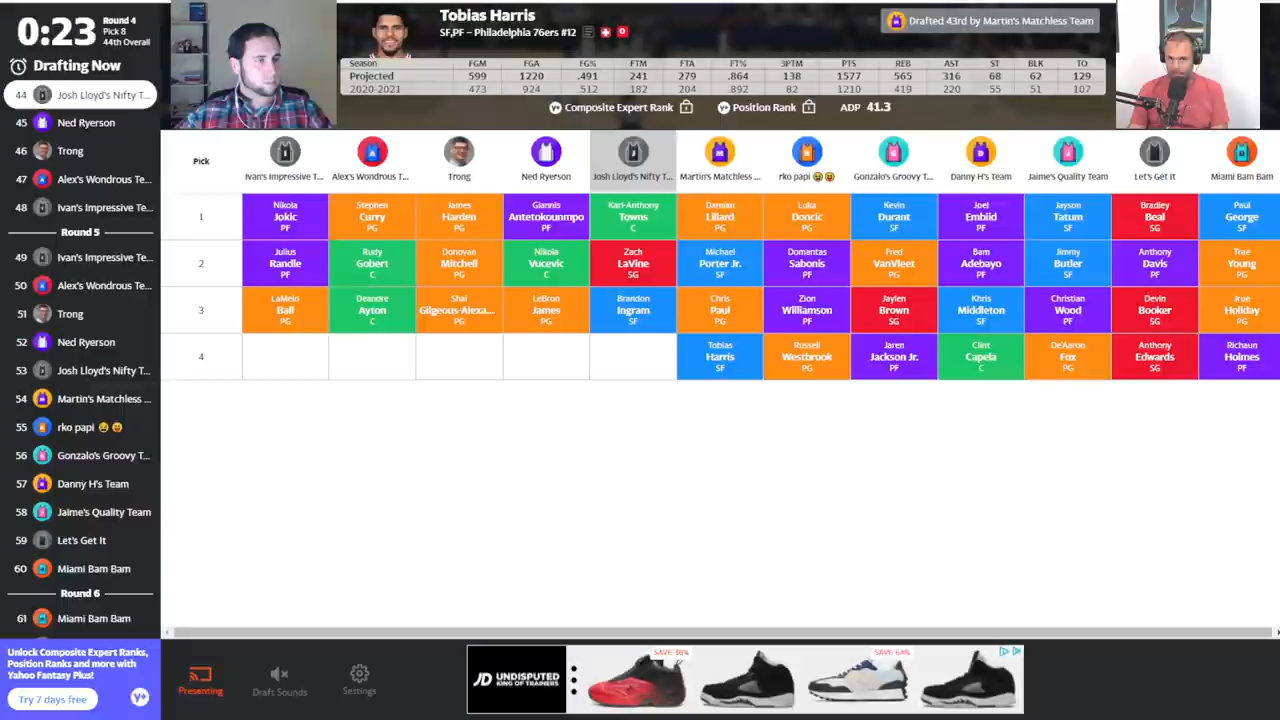 0:23
Round 4
Pick 8
44th Overall
Drafting Now
44 Josh Lloyd's Nifty T...
45 Ned Ryerson
46 Trong
47 Alex's Wondrous Te...
48 Ivan's Impressive Te...
Round 5
49 Ivan's Impressive Te...
50 Alex's Wondrous Te...
51 Trong
52 Ned Ryerson
53 Josh Lloyd's Nifty T...
54 Martin's Matchless ...
55 rko papi
56 Gonzalo's Groovy T...
57 Danny H's Team
58 Jaime's Quality Team
59 Let's Get It
60 Miami Bam Bam
Round 6
61 Miami Bam Bam
Unlock Composite Expert Ranks,
Position Ranks and more with
Yahoo Fantasy Plus!
Try 7 days free
Y+
Tobias Harris
SF,PF – Philadelphia 76ers #12
Drafted 43rd by Martin's Matchless Team
Season FGM FGA FG% FTM FTA FT% 3PTM PTS REB AST ST BLK TO
Projected 599 1220 .491 241 279 .864 138 1577 565 316 68 62 129
2020-2021 473 924 .512 182 204 .892 82 1210 419 220 55 51 107
Y+ Composite Expert Rank Y+ Position Rank ADP 41.3
Pick Ivan's Impressive T... Alex's Wondrous T... Trong Ned Ryerson Josh Lloyd's Nifty T... Martin's Matchless ... rko papi Gonzalo's Groovy T... Danny H's Team Jaime's Quality Team Let's Get It Miami Bam Bam
Nikola Stephen James Giannis Karl-Anthony Damian Luka Kevin Joel Jayson Bradley Paul
1 Jokic Curry Harden Antetokounmpo Towns Lillard Doncic Durant Embiid Tatum Beal George
PF PG PG PF C PG PG SF PF SF SG SF
Julius Rudy Donovan Nikola Zach Michael Domantas Fred Bam Jimmy Anthony Trae
2 Randle Gobert Mitchell Vucevic LaVine Porter Jr. Sabonis VanVleet Adebayo Butler Davis Young
PF C PG C SG SF PF PG PF SF PF PG
LaMelo Deandre Shai LeBron Brandon Chris Zion Jaylen Khris Christian Devin Jrue
3 Ball Ayton Gilgeous-Alexa... James Ingram Paul Williamson Brown Middleton Wood Booker Holiday
PG C PG PG SF PG PF SG SF PF SG PG
Tobias Russell Jaren Clint De'Aaron Anthony Richaun
4 Harris Westbrook Jackson Jr. Capela Fox Edwards Holmes
SF PG PF C PG SG PF
Presenting
Draft Sounds
Settings
JD UNDISPUTED
KING OF TRAINERS
SAVE 36%
SAVE 64%